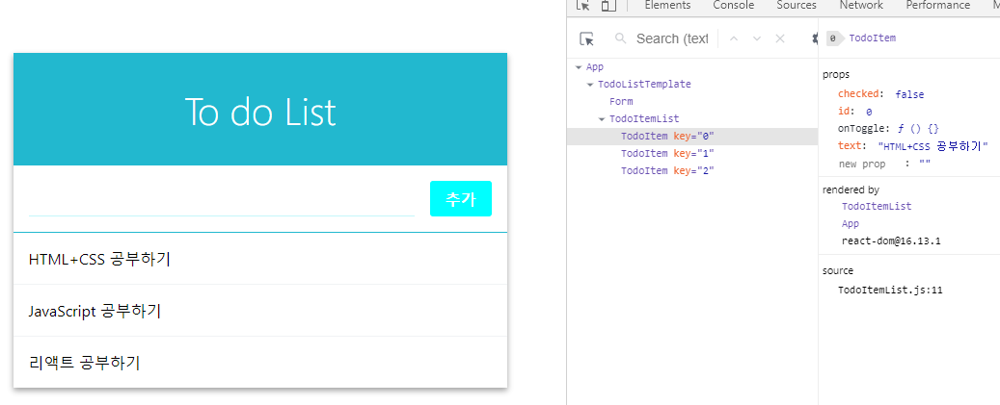 To do List
추가
HTML+CSS 공부하기
JavaScript 공부하기
리액트 공부하기
Elements Console Sources Network Performance
Search (text
App
TodoListTemplate
Form
TodoItemList
TodoItem key="0"
TodoItem key="1"
TodoItem key="2"
0 TodoItem
props
checked: false
id: 0
onToggle: ƒ () {}
text: "HTML+CSS 공부하기"
new prop : ""
rendered by
TodoItemList
App
react-dom@16.13.1
source
TodoItemList.js:11